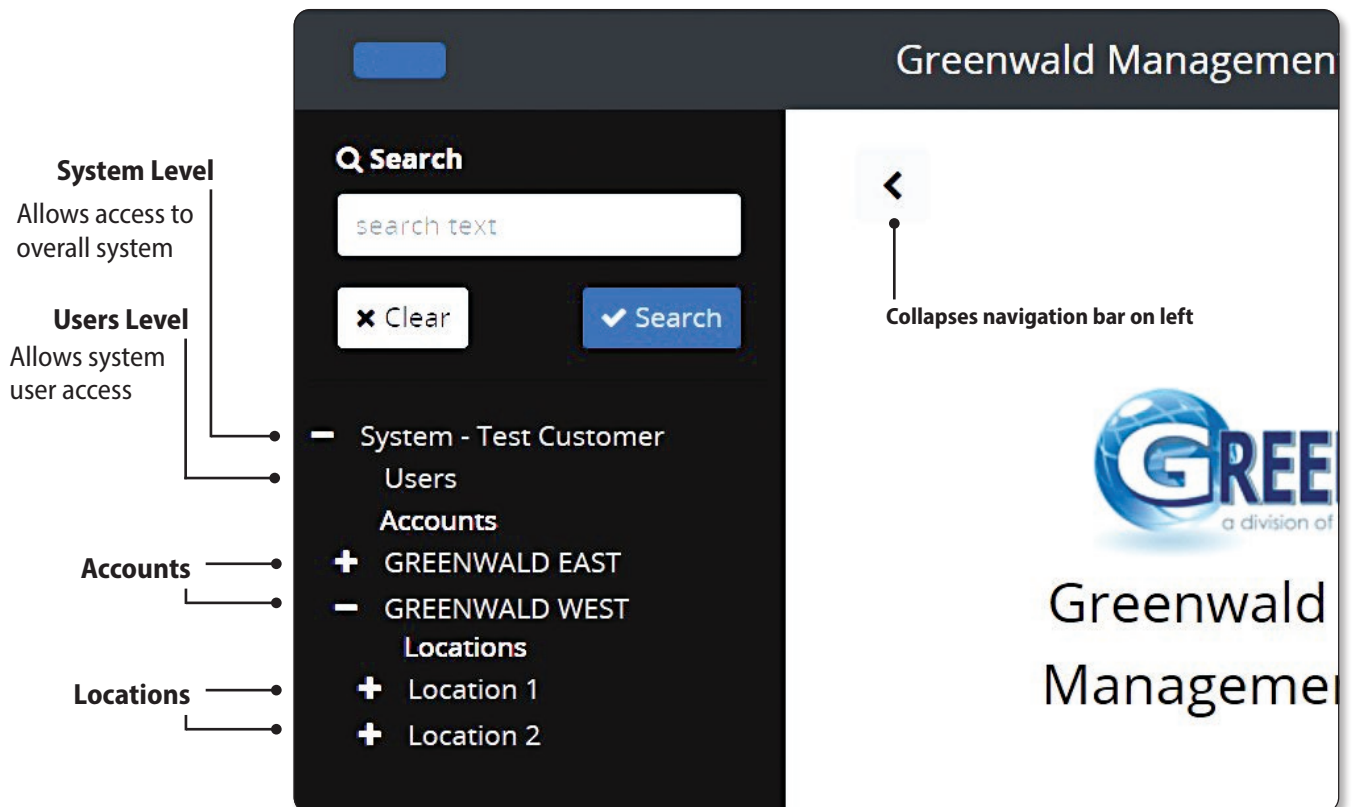 Greenwald Management
Search
search text
Clear
Search
System - Test Customer
Users
Accounts
GREENWALD EAST
GREENWALD WEST
Locations
Location 1
Location 2
System Level
Allows access to
overall system
Users Level
Allows system
user access
Accounts
Locations
Collapses navigation bar on left
GREE
a division of
Greenwald
Managemen